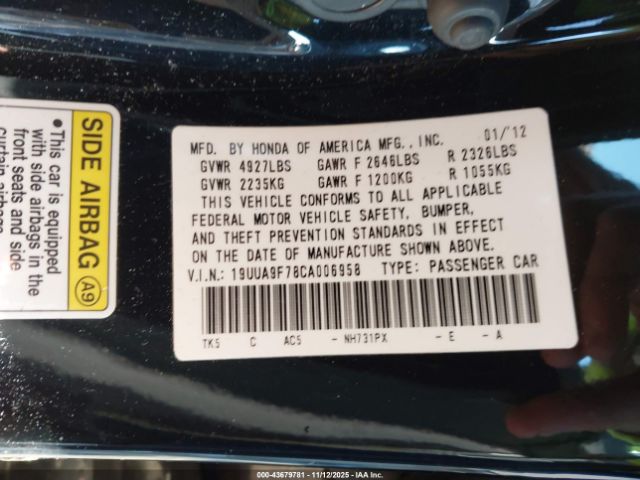 SIDE AIRBAG A9
•This car is equipped
with side airbags in the
front seats and side
curtain airbags
MFD. BY HONDA OF AMERICA MFG., INC. 01/'12
GVWR 4927LBS GAWR F 2646LBS R 2326LBS
GVWR 2235KG GAWR F 1200KG R 1055KG
THIS VEHICLE CONFORMS TO ALL APPLICABLE
FEDERAL MOTOR VEHICLE SAFETY, BUMPER,
AND THEFT PREVENTION STANDARDS IN EFFECT
ON THE DATE OF MANUFACTURE SHOWN ABOVE.
V.I.N.: 19UUA9F78CA006958 TYPE: PASSENGER CAR
TK5 C AC5 - NH731PX - E - A
000-43679781 - 11/12/2025 - IAAI Inc.